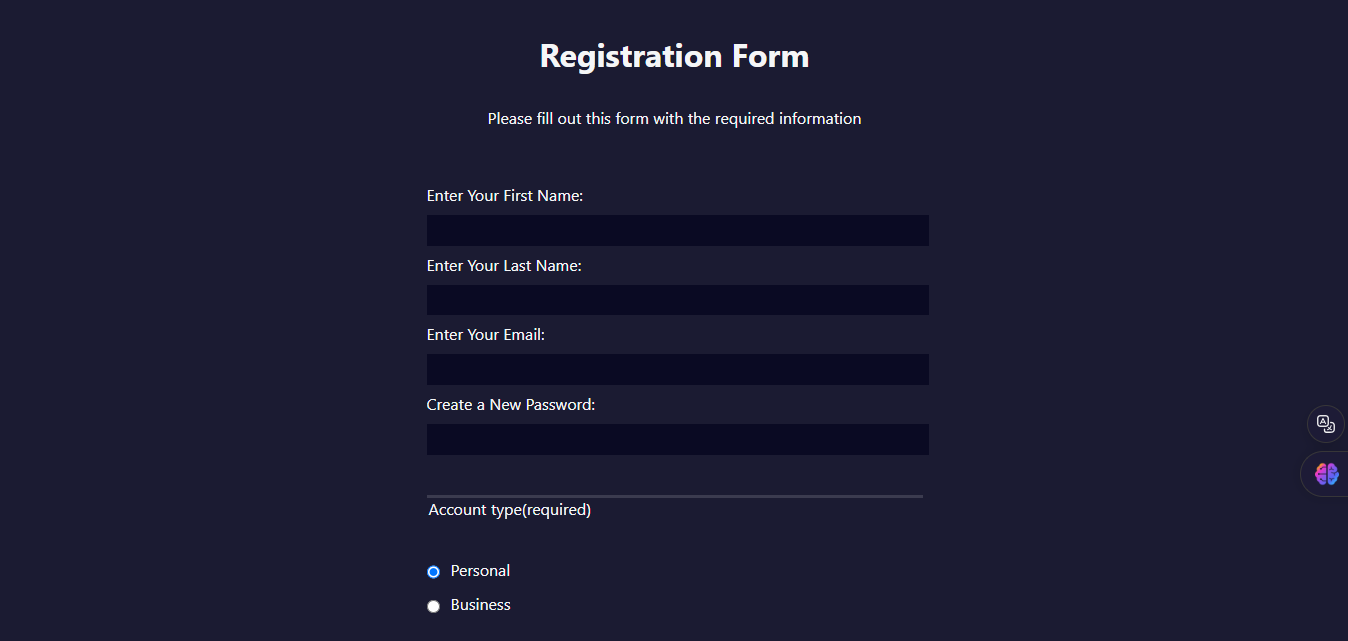 Registration Form
Please fill out this form with the required information
Enter Your First Name:
Enter Your Last Name:
Enter Your Email:
Create a New Password:
Account type(required)
Personal
Business